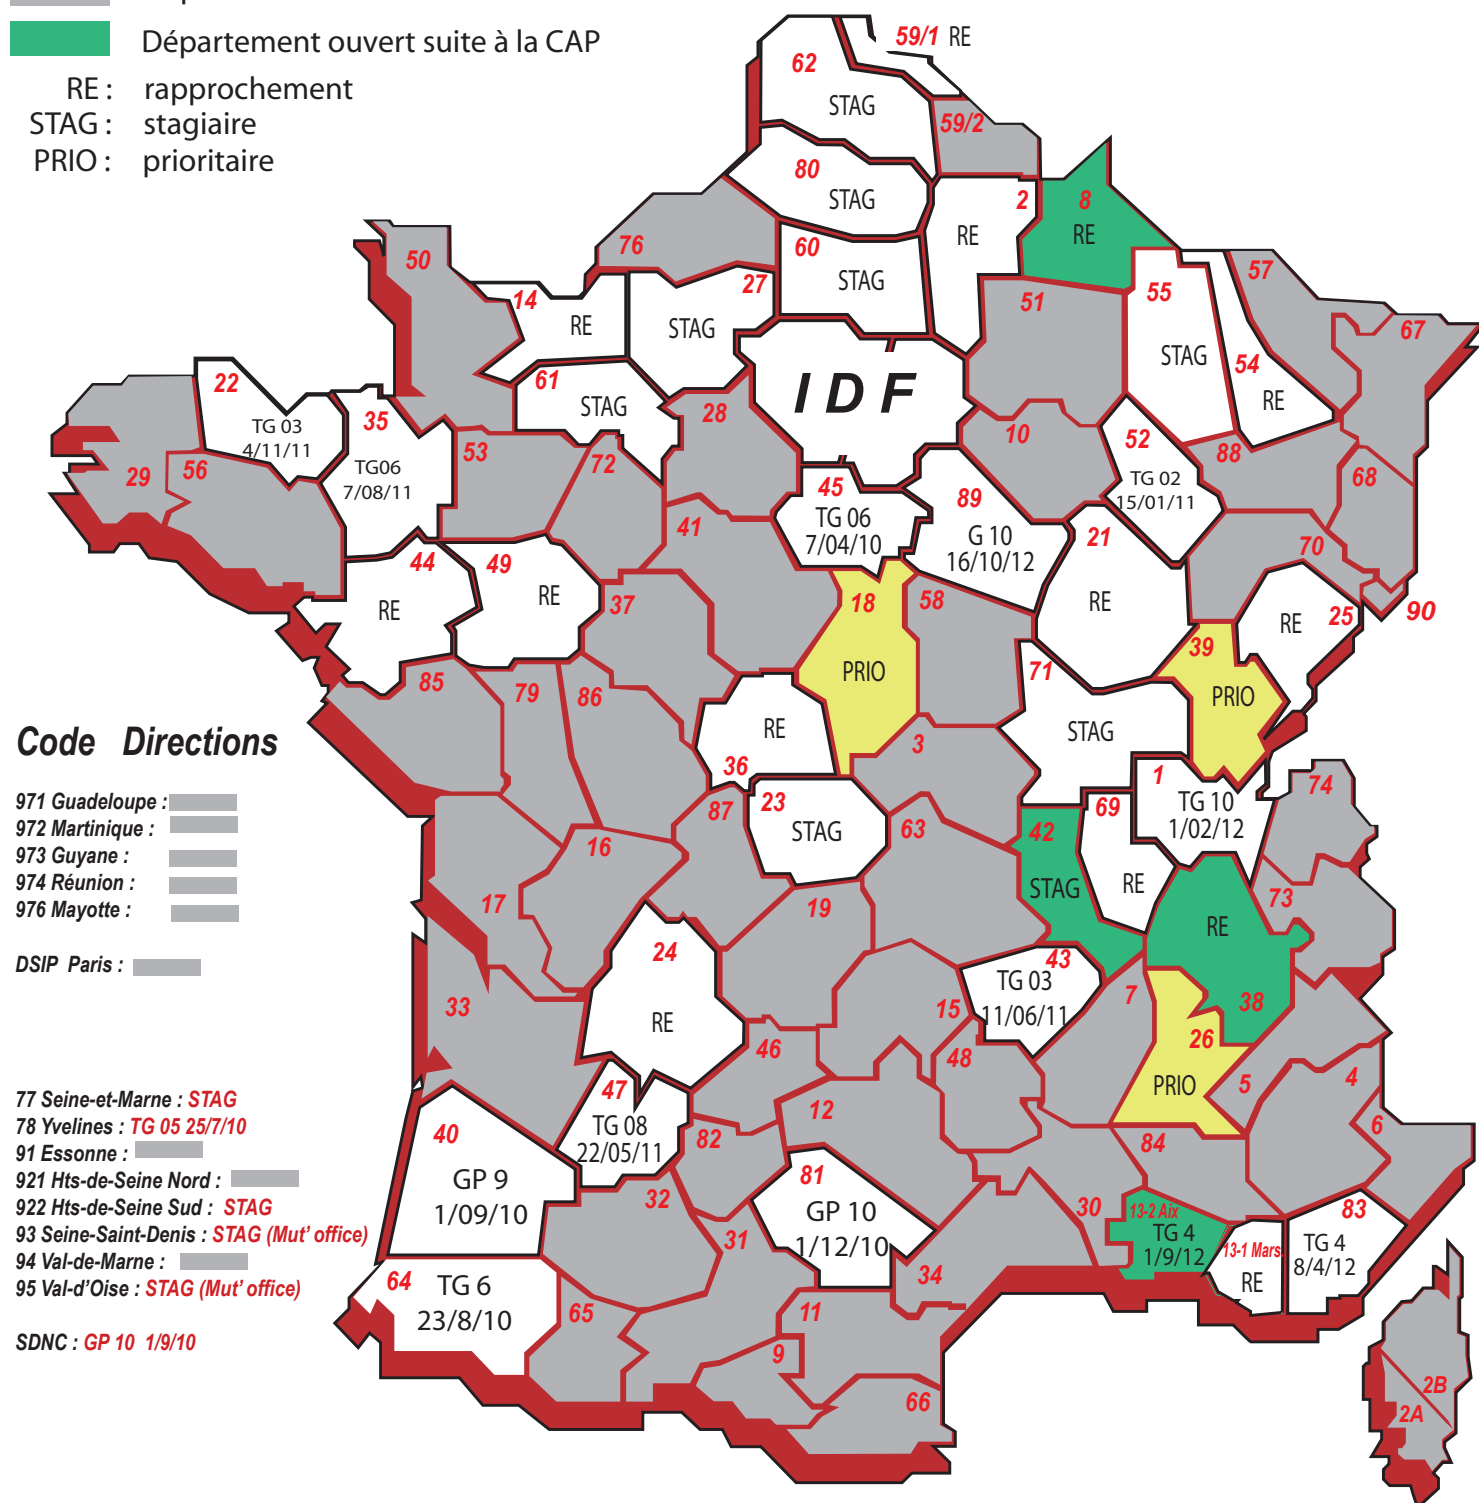 Département ouvert suite à la CAP
RE : rapprochement
STAG : stagiaire
PRIO : prioritaire
59/1 RE
62
STAG
59/2
80
STAG
2
RE
8
RE
76
60
STAG
50
27
STAG
14
RE
51
55
STAG
57
67
54
RE
61
STAG
IDF
28
10
52
TG 02
15/01/11
88
68
22
TG 03
4/11/11
35
TG06
7/08/11
29
56
53
72
45
TG 06
7/04/10
89
G 10
16/10/12
21
RE
70
41
44
RE
49
RE
37
18
PRIO
58
25
RE
90
39
PRIO
71
STAG
85
79
86
RE
36
3
Code Directions
971 Guadeloupe :
972 Martinique :
973 Guyane :
974 Réunion :
976 Mayotte :
DSIP Paris :
1
TG 10
1/02/12
74
87
23
STAG
63
42
STAG
69
RE
16
17
19
73
RE
38
24
RE
43
TG 03
11/06/11
7
33
15
46
48
26
PRIO
5
4
77 Seine-et-Marne : STAG
78 Yvelines : TG 05 25/7/10
91 Essonne :
921 Hts-de-Seine Nord :
922 Hts-de-Seine Sud : STAG
93 Seine-Saint-Denis : STAG (Mut' office)
94 Val-de-Marne :
95 Val-d'Oise : STAG (Mut' office)
SDNC : GP 10 1/9/10
47
TG 08
22/05/11
12
6
40
GP 9
1/09/10
82
84
32
81
GP 10
1/12/10
30
13-2 Aix
TG 4
1/9/12
83
TG 4
8/4/12
13-1 Mars
RE
31
34
64
TG 6
23/8/10
65
11
9
66
2B
2A